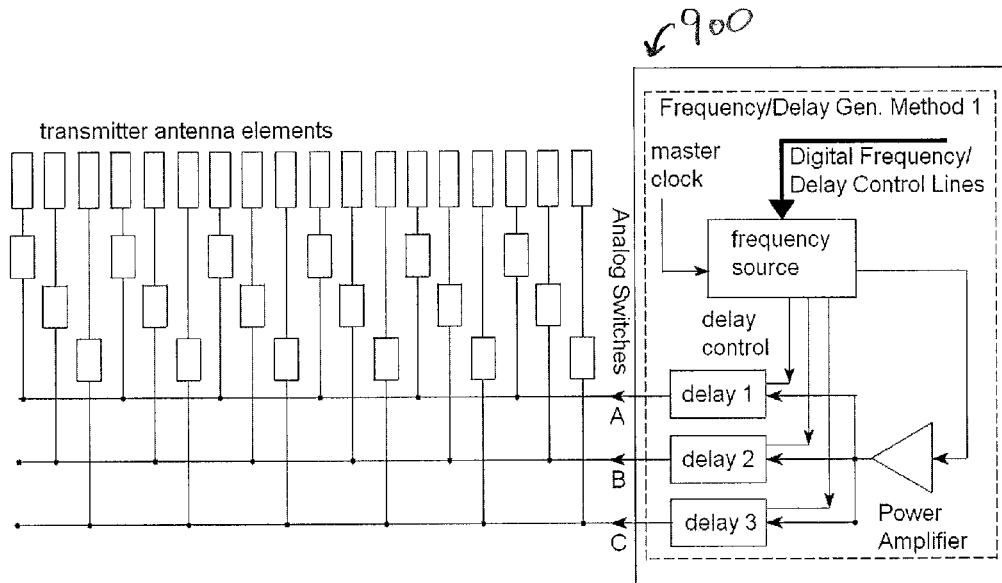 900
Frequency/Delay Gen. Method 1
transmitter antenna elements
master
clock
Digital Frequency/
Delay Control Lines
frequency
source
Analog Switches
delay
control
delay 1
A
delay 2
B
delay 3
C
Power
Amplifier